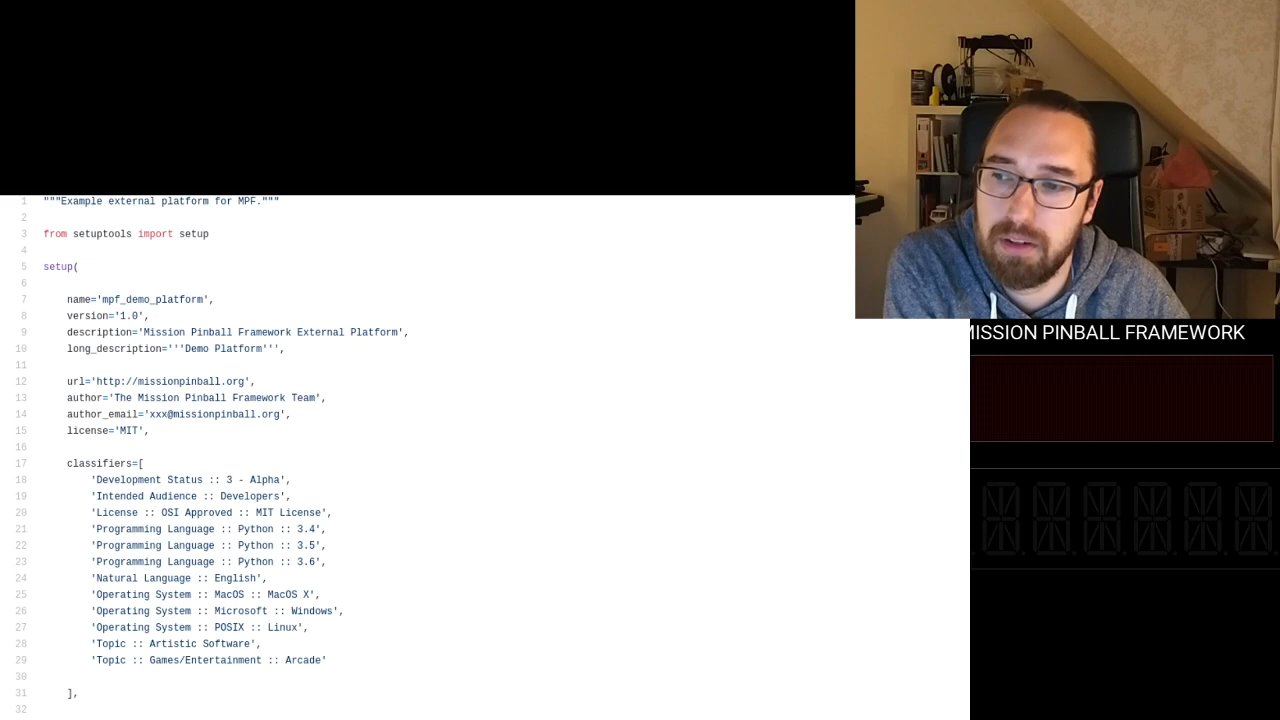 1 """Example external platform for MPF."""
2
3 from setuptools import setup
4
5 setup(
6
7 name='mpf_demo_platform',
8 version='1.0',
9 description='Mission Pinball Framework External Platform',
10 long_description='''Demo Platform''',
11
12 url='http://missionpinball.org',
13 author='The Mission Pinball Framework Team',
14 author_email='xxx@missionpinball.org',
15 license='MIT',
16
17 classifiers=[
18 'Development Status :: 3 - Alpha',
19 'Intended Audience :: Developers',
20 'License :: OSI Approved :: MIT License',
21 'Programming Language :: Python :: 3.4',
22 'Programming Language :: Python :: 3.5',
23 'Programming Language :: Python :: 3.6',
24 'Natural Language :: English',
25 'Operating System :: MacOS :: MacOS X',
26 'Operating System :: Microsoft :: Windows',
27 'Operating System :: POSIX :: Linux',
28 'Topic :: Artistic Software',
29 'Topic :: Games/Entertainment :: Arcade'
30
31 ],
32
MISSION PINBALL FRAMEWORK